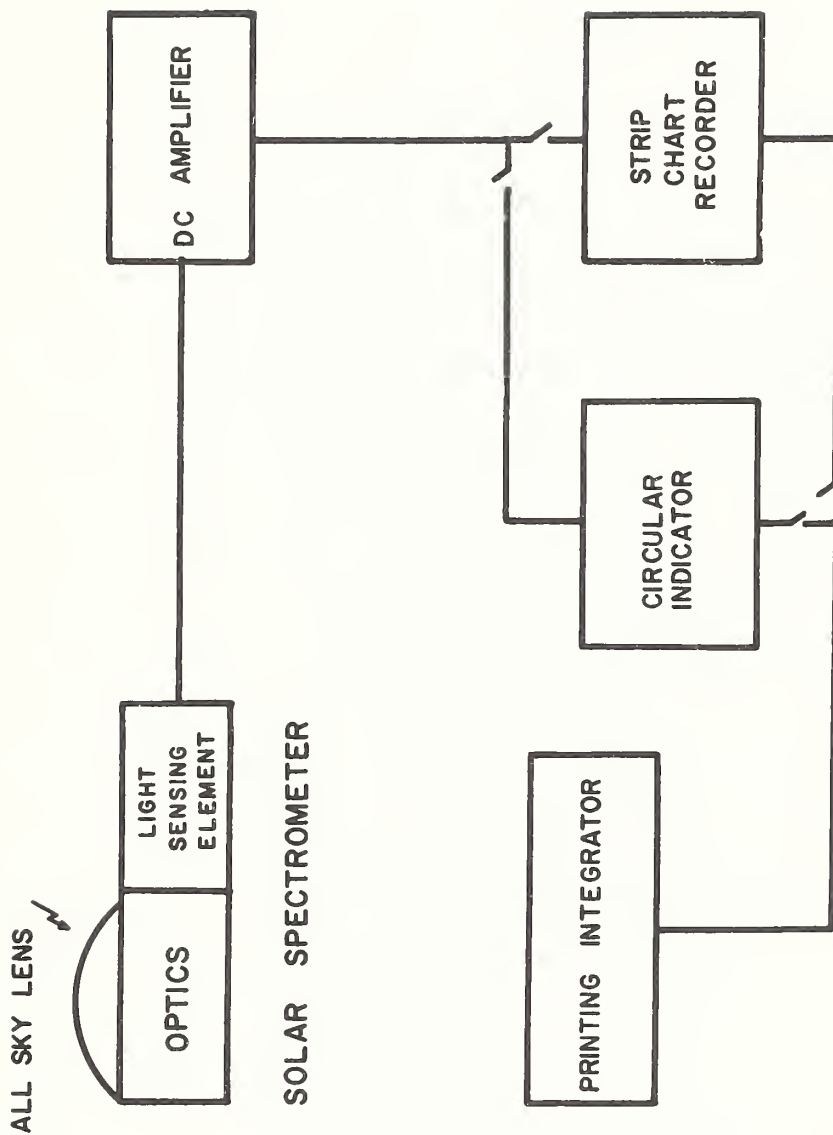 ALL SKY LENS
OPTICS
LIGHT
SENSING
ELEMENT
DC AMPLIFIER
SOLAR SPECTROMETER
PRINTING INTEGRATOR
CIRCULAR
INDICATOR
STRIP
CHART
RECORDER